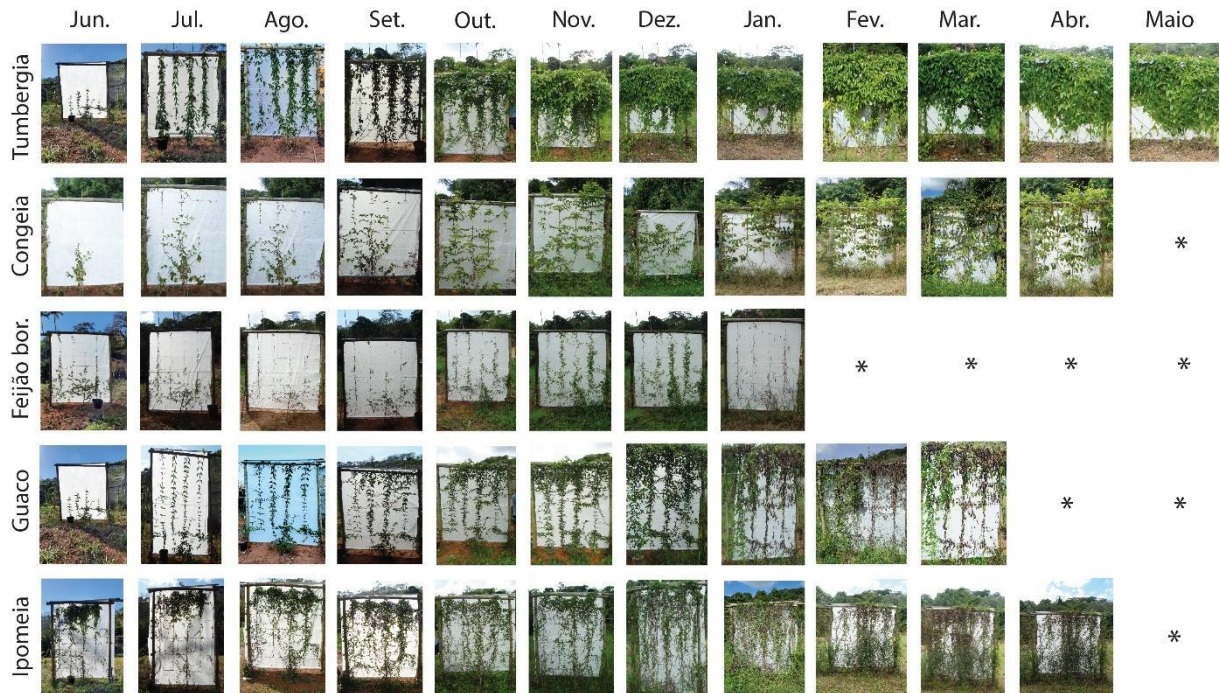 Jun. Jul. Ago. Set. Out. Nov. Dez. Jan. Fev. Mar. Abr. Maio
Tumbergia
Congeia
*
Feijão bor.
* * * *
Guaco
* *
Ipomeia
*